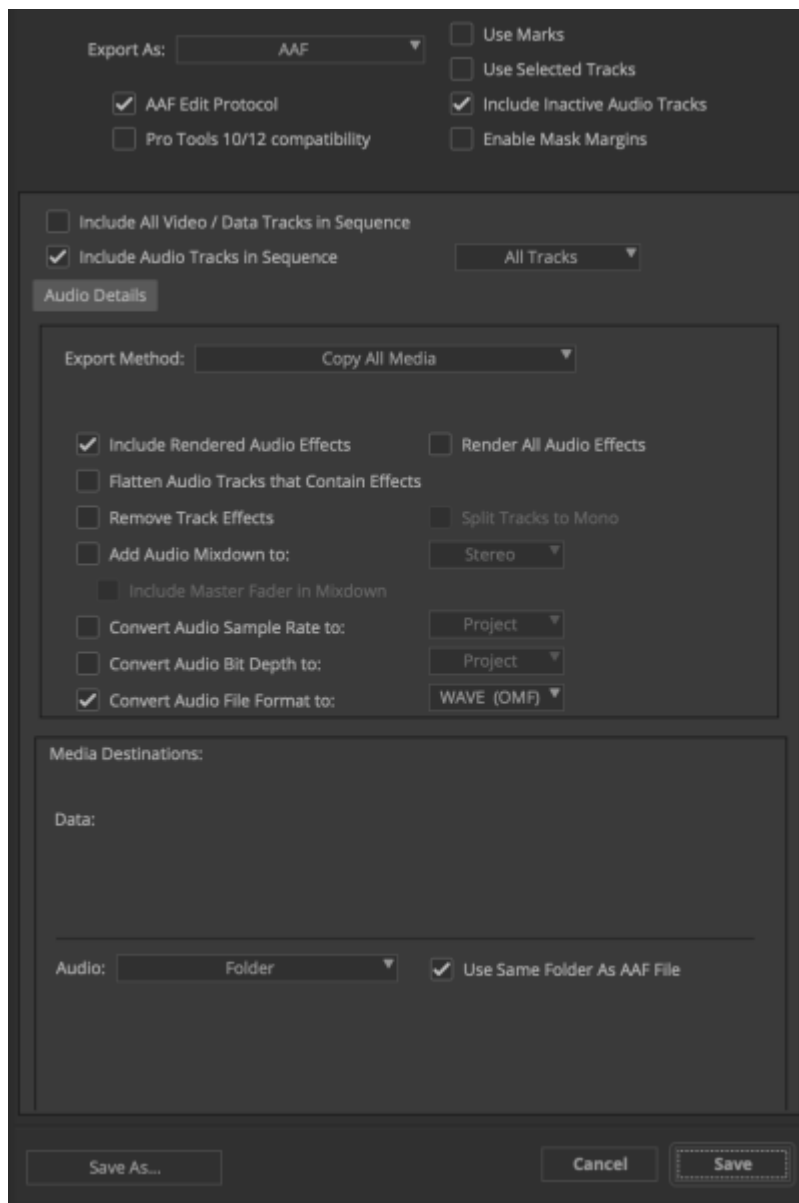 Export As: AAF
Use Marks
Use Selected Tracks
AAF Edit Protocol
Include Inactive Audio Tracks
Pro Tools 10/12 compatibility
Enable Mask Margins
Include All Video / Data Tracks in Sequence
Include Audio Tracks in Sequence All Tracks
Audio Details
Export Method: Copy All Media
Include Rendered Audio Effects Render All Audio Effects
Flatten Audio Tracks that Contain Effects
Remove Track Effects Split Tracks to Mono
Add Audio Mixdown to: Stereo
Include Master Fader in Mixdown
Convert Audio Sample Rate to: Project
Convert Audio Bit Depth to: Project
Convert Audio File Format to: WAVE (OMF)
Media Destinations:
Data:
Audio: Folder Use Same Folder As AAF File
Save As... Cancel Save